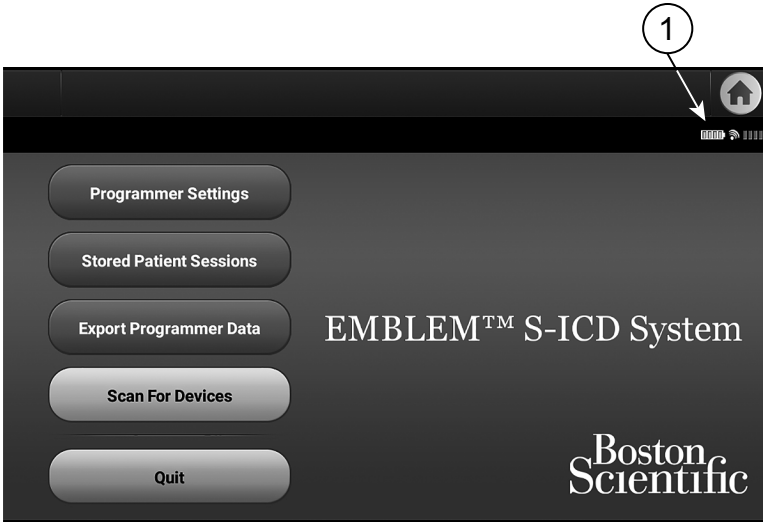 1
Programmer Settings
Stored Patient Sessions
Export Programmer Data
EMBLEM™ S-ICD System
Scan For Devices
Quit
Boston
Scientific